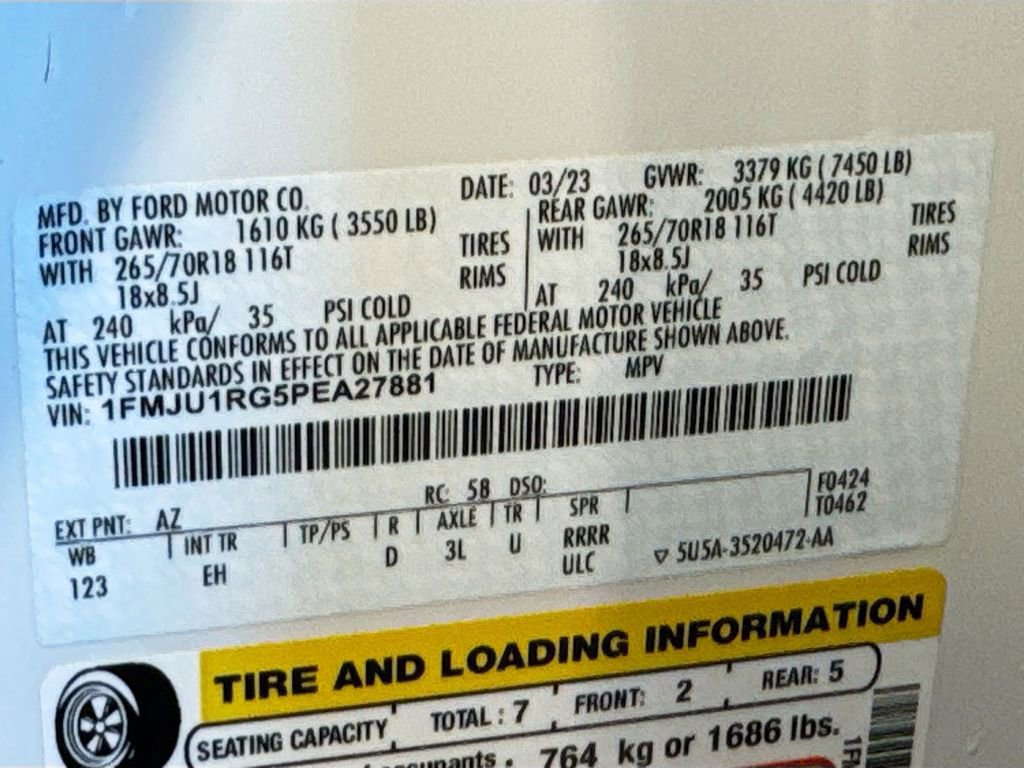 MFD. BY FORD MOTOR CO. DATE: 03/23 GVWR: 3379 KG ( 7450 LB)
FRONT GAWR: 1610 KG ( 3550 LB) REAR GAWR: 2005 KG ( 4420 LB)
WITH 265/70R18 116T TIRES WITH 265/70R18 116T TIRES
18x8.5J RIMS 18x8.5J RIMS
AT 240 kPa/ 35 PSI COLD AT 240 kPa/ 35 PSI COLD
THIS VEHICLE CONFORMS TO ALL APPLICABLE FEDERAL MOTOR VEHICLE
SAFETY STANDARDS IN EFFECT ON THE DATE OF MANUFACTURE SHOWN ABOVE.
VIN: 1FMJU1RG5PEA27881 TYPE: MPV
EXT PNT: AZ RC: 58 DSO: F0424
WB INT TR TP/PS R AXLE TR SPR T0462
123 EH D 3L U RRRR
ULC ▽ 5U5A-3520472-AA
TIRE AND LOADING INFORMATION
SEATING CAPACITY TOTAL : 7 FRONT: 2 REAR: 5
764 kg or 1686 lbs.